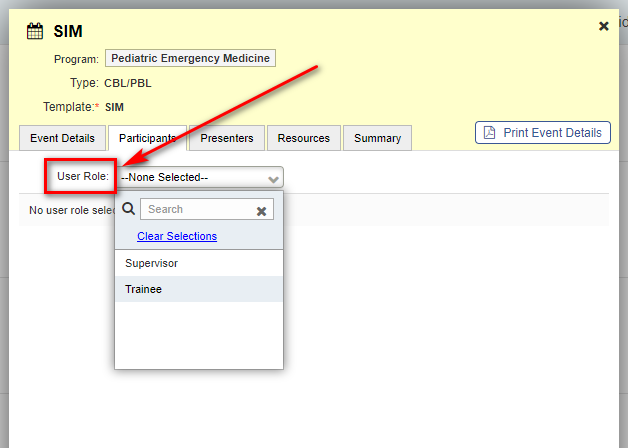 SIM
Program: Pediatric Emergency Medicine
Type: CBL/PBL
Template:* SIM
Event Details Participants Presenters Resources Summary Print Event Details
User Role: --None Selected--
No user role selec
Search
Clear Selections
Supervisor
Trainee